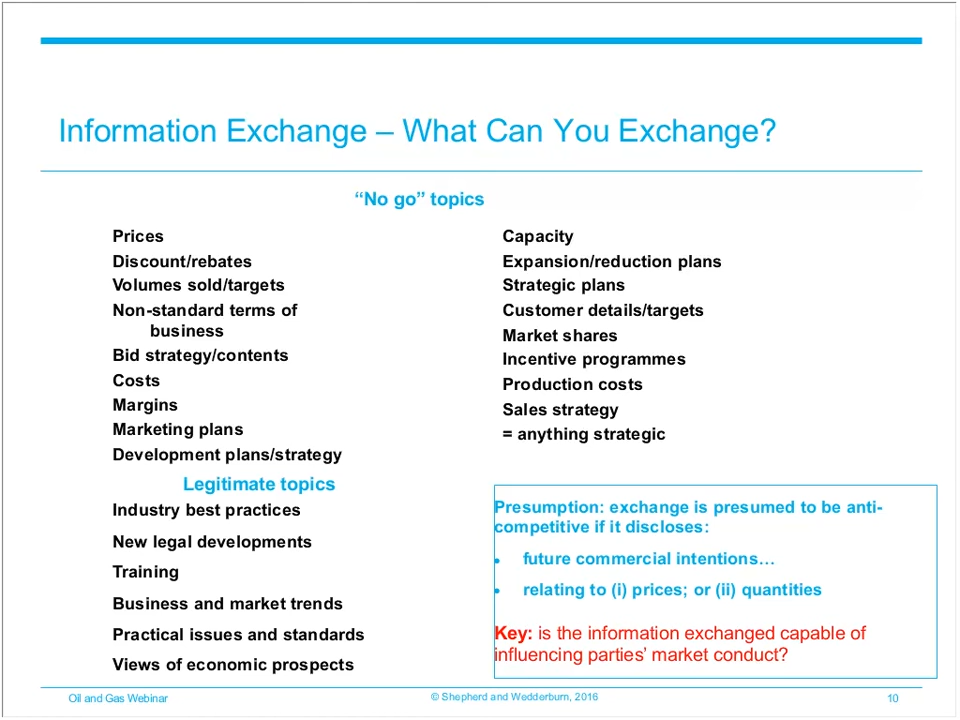 Information Exchange – What Can You Exchange?
“No go” topics
Prices
Discount/rebates
Volumes sold/targets
Non-standard terms of
business
Bid strategy/contents
Costs
Margins
Marketing plans
Development plans/strategy
Capacity
Expansion/reduction plans
Strategic plans
Customer details/targets
Market shares
Incentive programmes
Production costs
Sales strategy
= anything strategic
Legitimate topics
Industry best practices
New legal developments
Training
Business and market trends
Practical issues and standards
Views of economic prospects
Presumption: exchange is presumed to be anti-
competitive if it discloses:
• future commercial intentions…
• relating to (i) prices; or (ii) quantities
Key: is the information exchanged capable of
influencing parties’ market conduct?
Oil and Gas Webinar
© Shepherd and Wedderburn, 2016
10